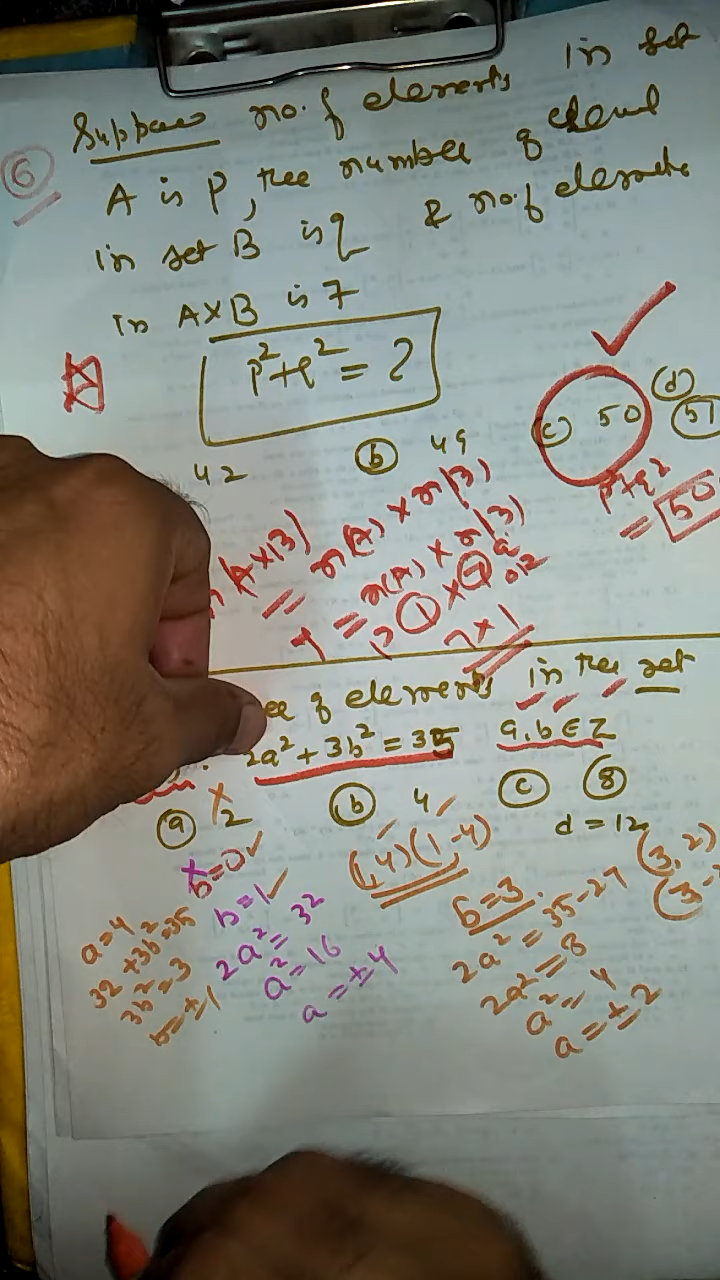 6
Suppose no. of elements in set
A is P, the number of element
in set B is q & no. of elements
in A×B is 7
p²+q² = ?
42
b 49
c 50
d 51
p²+q²
= 50
n(A×B)
= n(A) × n(B)
7 = n(A) × n(B)
7×1
of elements in the set
2a²+3b² = 35 a,b ∈ Z
a 2
b 4
c 8
d = 12
b=0
(1,4)(1,-4)
(3,2)
a=4
32+3b²=35
3b²=3
b=±1
b=1
2a²=32
a²=16
a=±4
b=3.
2a²=35-27
2a²=8
a²=4
a=±2